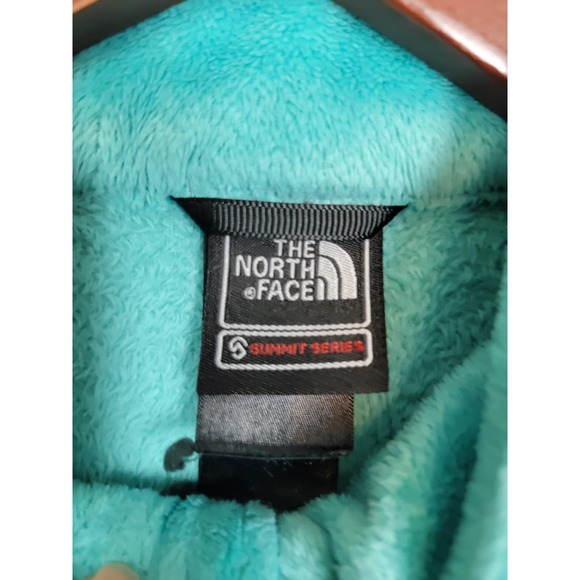 THE
NORTH
®FACE
SUMMIT SERIES